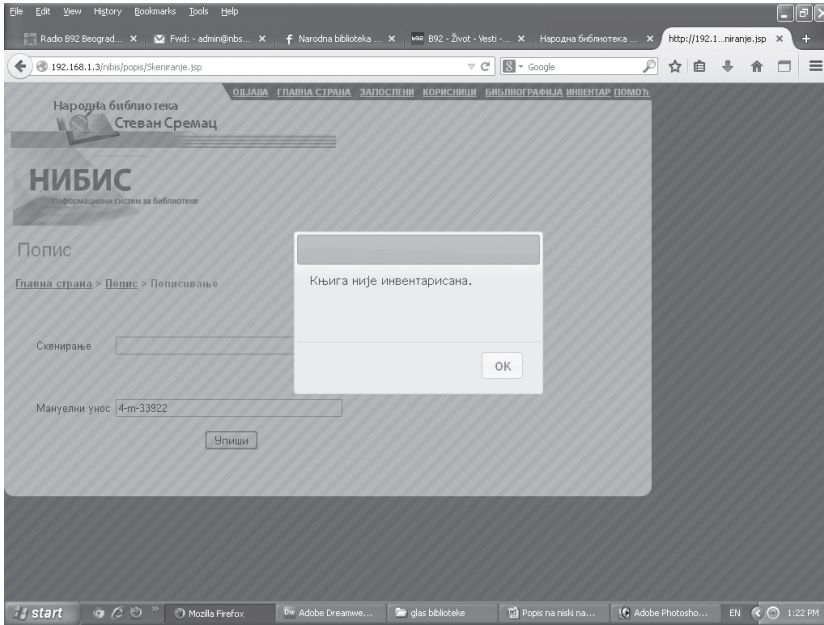 File Edit View History Bookmarks Tools Help
Radio B92 Beograd... Fwd: - admin@nbs... Narodna biblioteka ... B92 - Život - Vesti -... Народна библиотека ... http://192.1...niranje.jsp
192.168.1.3/nibis/popis/Skeniranje.jsp
Google
ОДЈАВА ГЛАВНА СТРАНА ЗАПОСЛЕНИ КОРИСНИЦИ БИБЛИОГРАФИЈА ИНВЕНТАР ПОМОЋ
Народна библиотека
Стеван Сремац
НИБИС
Информациони систем за библиотеке
Попис
Главна страна > Попис > Пописивање
Књига није инвентарисана.
Скенирање
OK
Мануелни унос 4-m-33922
Упиши
start Mozilla Firefox Adobe Dreamwe... glas biblioteke Popis na niski na... Adobe Photosho... EN 1:22 PM